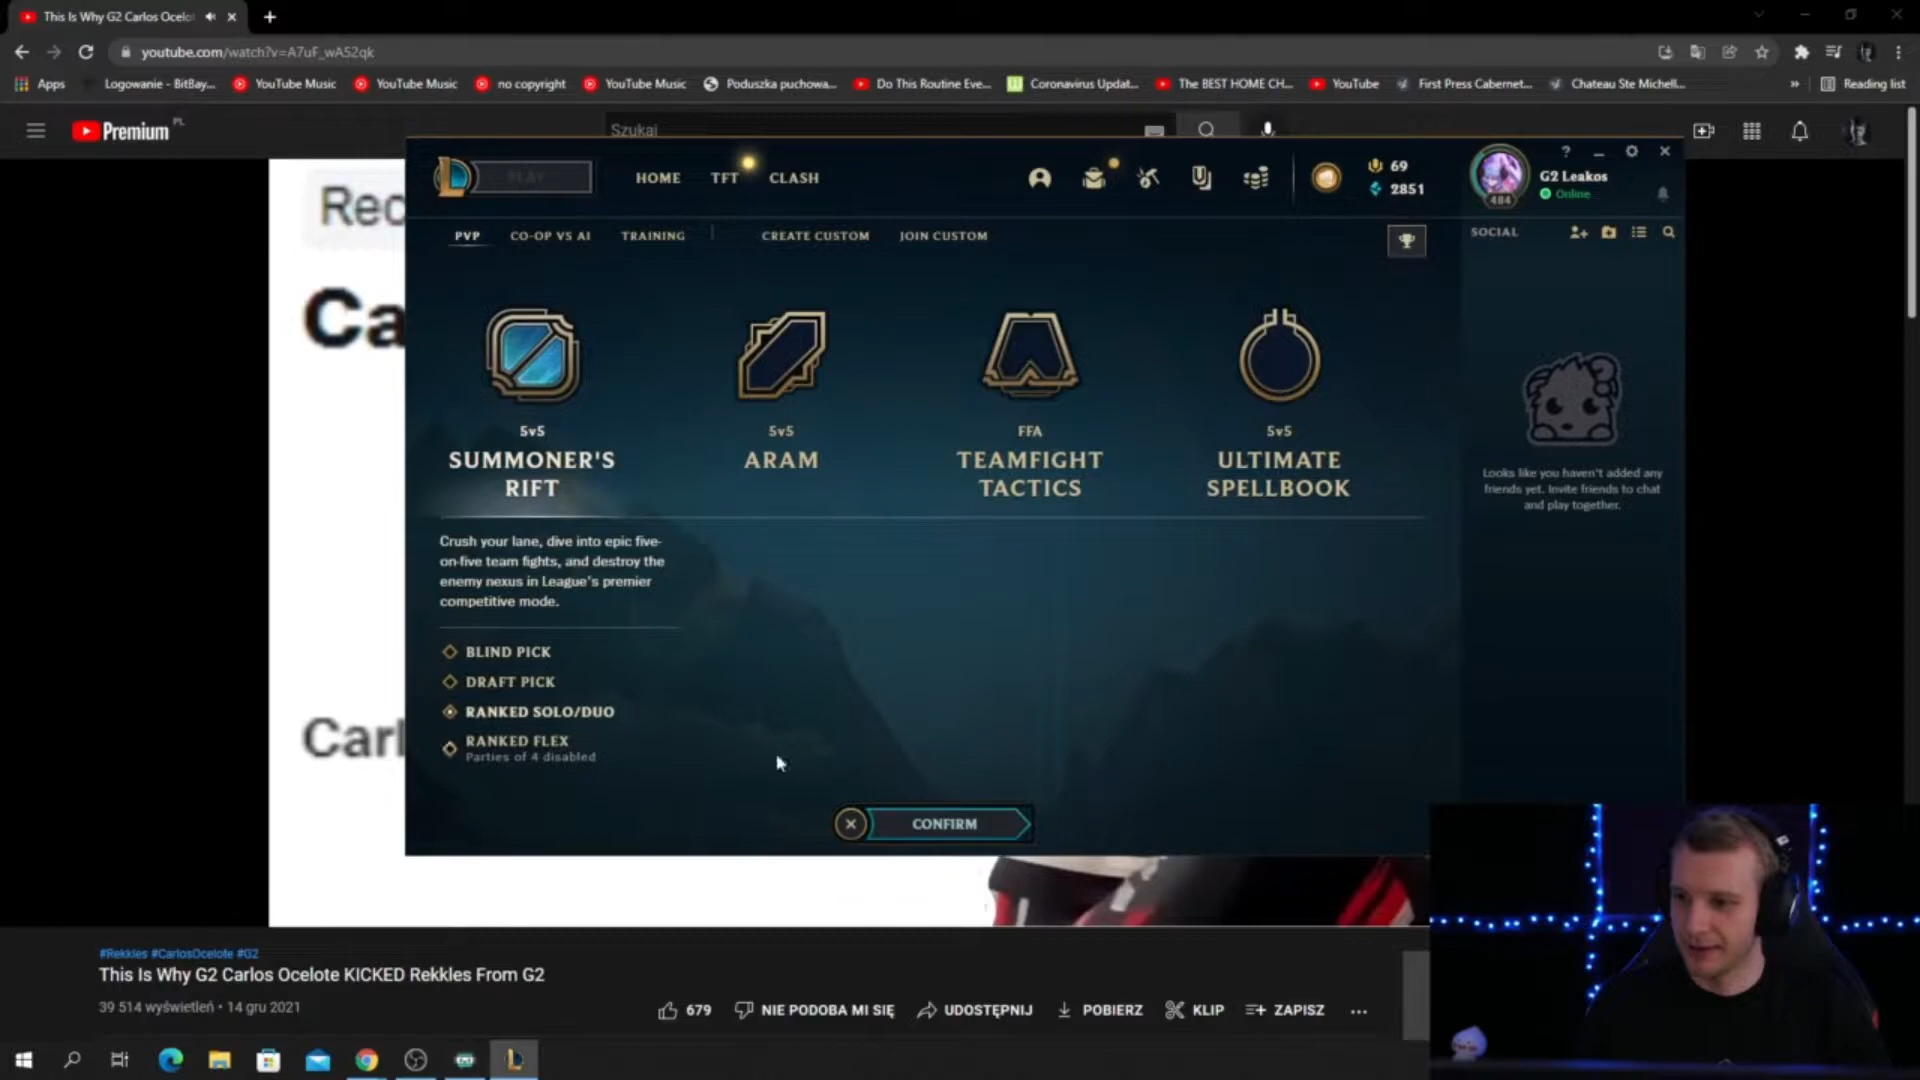 This Is Why G2 Carlos Ocelo
youtube.com/watch?v=A7uF_wA52qk
Apps
Logowanie - BitBay...
YouTube Music
YouTube Music
no copyright
YouTube Music
Poduszka puchowa...
Do This Routine Eve...
Coronavirus Updat...
The BEST HOME CH...
YouTube
First Press Cabernet...
Chateau Ste Michell...
»
Reading list
Premium PL
Szukaj
Rec
Ca
Carl
PLAY
HOME
TFT
CLASH
69
2851
484
G2 Leakos
Online
PVP
CO-OP VS AI
TRAINING
CREATE CUSTOM
JOIN CUSTOM
SOCIAL
5v5
SUMMONER'S
RIFT
5v5
ARAM
FFA
TEAMFIGHT
TACTICS
5v5
ULTIMATE
SPELLBOOK
Looks like you haven't added any
friends yet. Invite friends to chat
and play together.
Crush your lane, dive into epic five-
on-five team fights, and destroy the
enemy nexus in League's premier
competitive mode.
BLIND PICK
DRAFT PICK
RANKED SOLO/DUO
RANKED FLEX
Parties of 4 disabled
CONFIRM
#Rekkles #CarlosOcelote #G2
This Is Why G2 Carlos Ocelote KICKED Rekkles From G2
39 514 wyświetleń • 14 gru 2021
679
NIE PODOBA MI SIĘ
UDOSTĘPNIJ
POBIERZ
KLIP
ZAPISZ